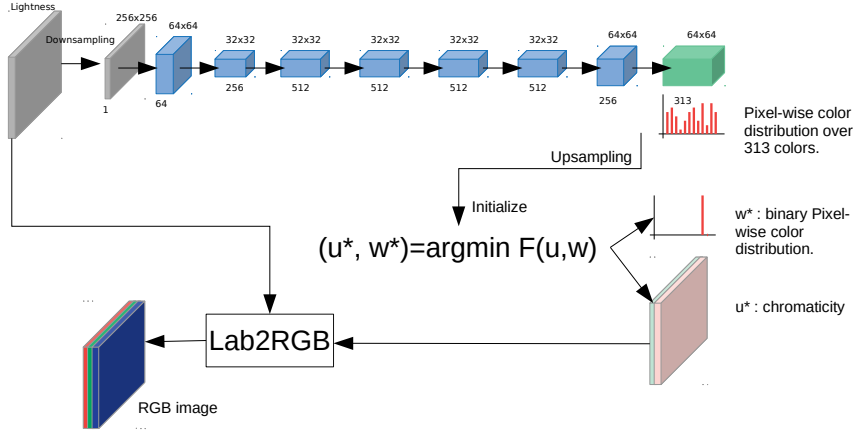 Lightness
Downsampling
256x256
1
64x64
64
32x32
256
32x32
512
32x32
512
32x32
512
32x32
512
64x64
256
64x64
313
Pixel-wise color
distribution over
313 colors.
Upsampling
Initialize
(u*, w*)=argmin F(u,w)
w* : binary Pixel-
wise color
distribution.
u* : chromaticity
Lab2RGB
RGB image